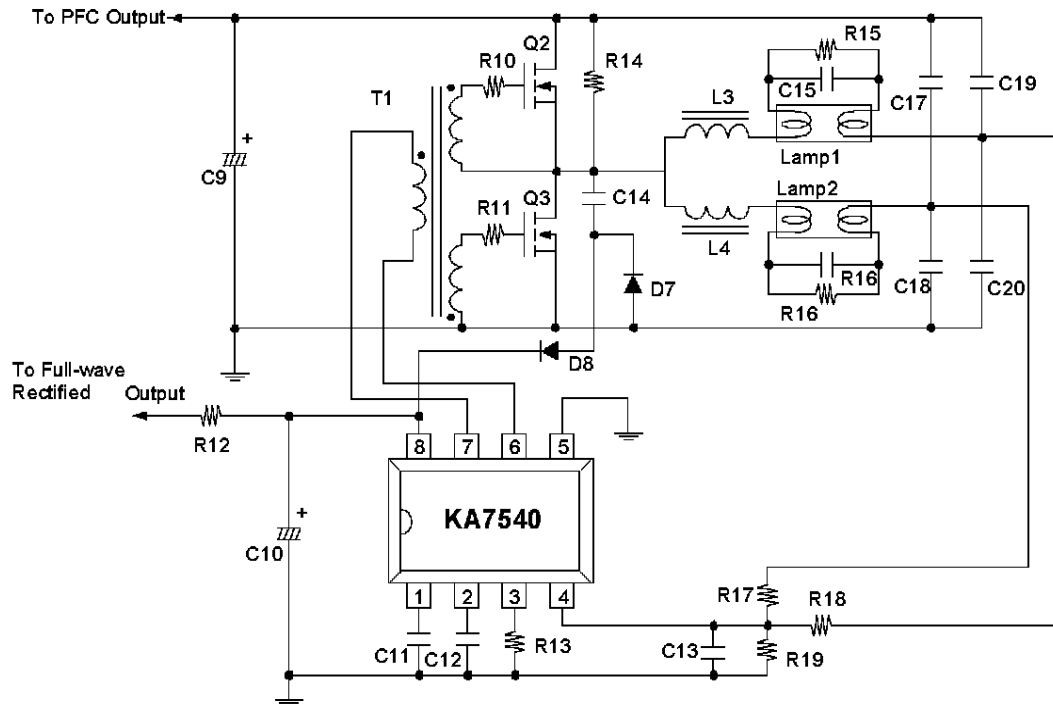 To PFC Output
R15
Q2
R10
R14
C15
C17
C19
T1
L3
Lamp1
+
C9
Q3
C14
Lamp2
R11
L4
R16
C18
C20
D7
R16
D8
To Full-wave
Rectified Output
R12
8 7 6 5
+
KA7540
C10
1 2 3 4
R17
R18
C11
C12
R13
C13
R19